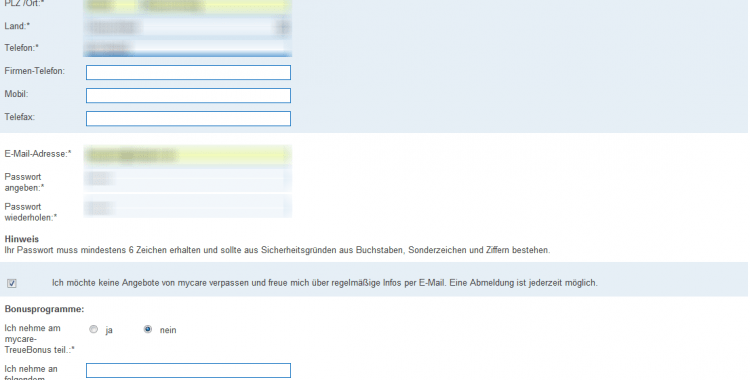 PLZ /Ort:*
Land:*
Telefon:*
Firmen-Telefon:
Mobil:
Telefax:
E-Mail-Adresse:*
Passwort
angeben:*
Passwort
wiederholen:*
Hinweis
Ihr Passwort muss mindestens 6 Zeichen erhalten und sollte aus Sicherheitsgründen aus Buchstaben, Sonderzeichen und Ziffern bestehen.
Ich möchte keine Angebote von mycare verpassen und freue mich über regelmäßige Infos per E-Mail. Eine Abmeldung ist jederzeit möglich.
Bonusprogramme:
Ich nehme am ja nein
mycare-
TreueBonus teil.:*
Ich nehme an
folgendem